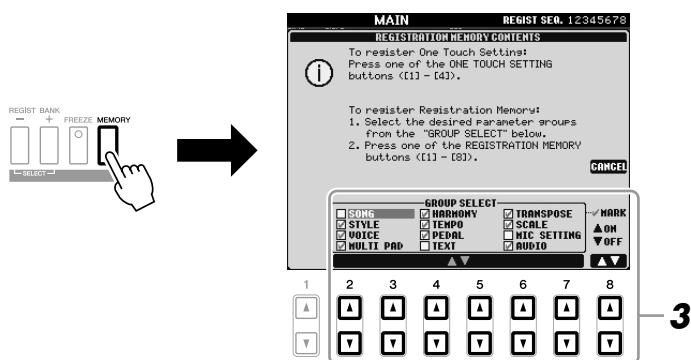 REGIST BANK
− + FREEZE MEMORY
SELECT
MAIN REGIST SEQ. 12345678
REGISTRATION MEMORY CONTENTS
To register One Touch Setting:
Press one of the ONE TOUCH SETTING
buttons ([1] - [4]).
To register Registration Memory:
1. Select the desired parameter groups
from the "GROUP SELECT" below.
2. Press one of the REGISTRATION MEMORY
buttons ([1] - [8]).
CANCEL
GROUP SELECT
SONG HARMONY TRANSPOSE MARK
STYLE TEMPO SCALE ▲ON
VOICE PEDAL MIC SETTING ▼OFF
MULTI PAD TEXT AUDIO
▲▼ ▲▼
1 2 3 4 5 6 7 8
3